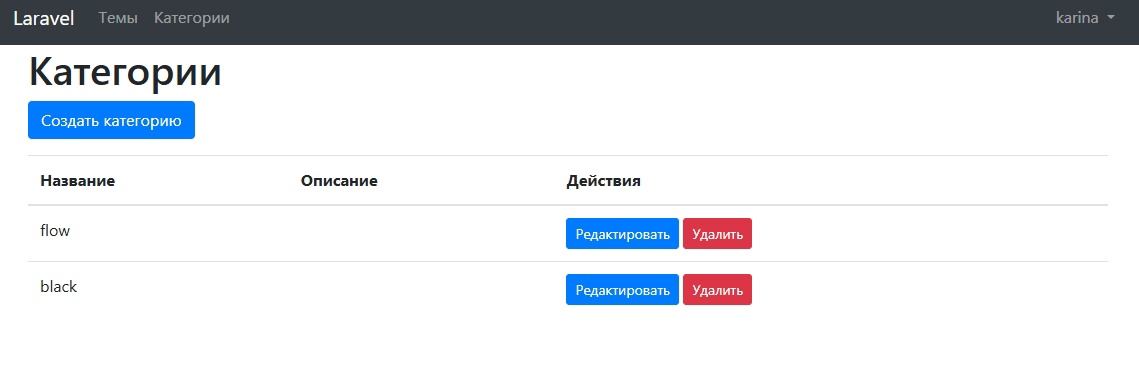 Laravel Темы Категории karina
Категории
Создать категорию
Название Описание Действия
flow Редактировать Удалить
black Редактировать Удалить